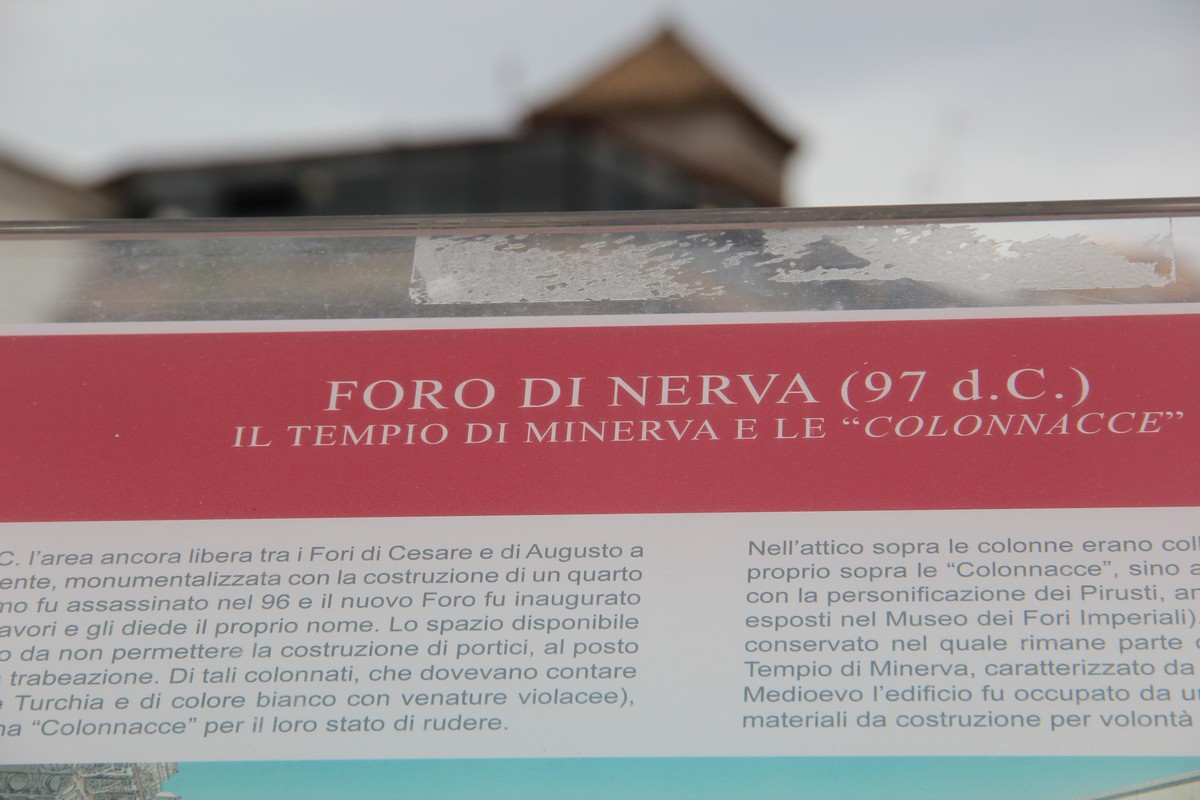 FORO DI NERVA (97 d.C.)
IL TEMPIO DI MINERVA E LE “COLONNACCE”
C. l’area ancora libera tra i Fori di Cesare e di Augusto a
ente, monumentalizzata con la costruzione di un quarto
mo fu assassinato nel 96 e il nuovo Foro fu inaugurato
avori e gli diede il proprio nome. Lo spazio disponibile
o da non permettere la costruzione di portici, al posto
trabeazione. Di tali colonnati, che dovevano contare
e Turchia e di colore bianco con venature violacee),
na “Colonnacce” per il loro stato di rudere.
Nell’attico sopra le colonne erano coll
proprio sopra le “Colonnacce”, sino a
con la personificazione dei Pirusti, an
esposti nel Museo dei Fori Imperiali).
conservato nel quale rimane parte
Tempio di Minerva, caratterizzato da
Medioevo l’edificio fu occupato da u
materiali da costruzione per volontà